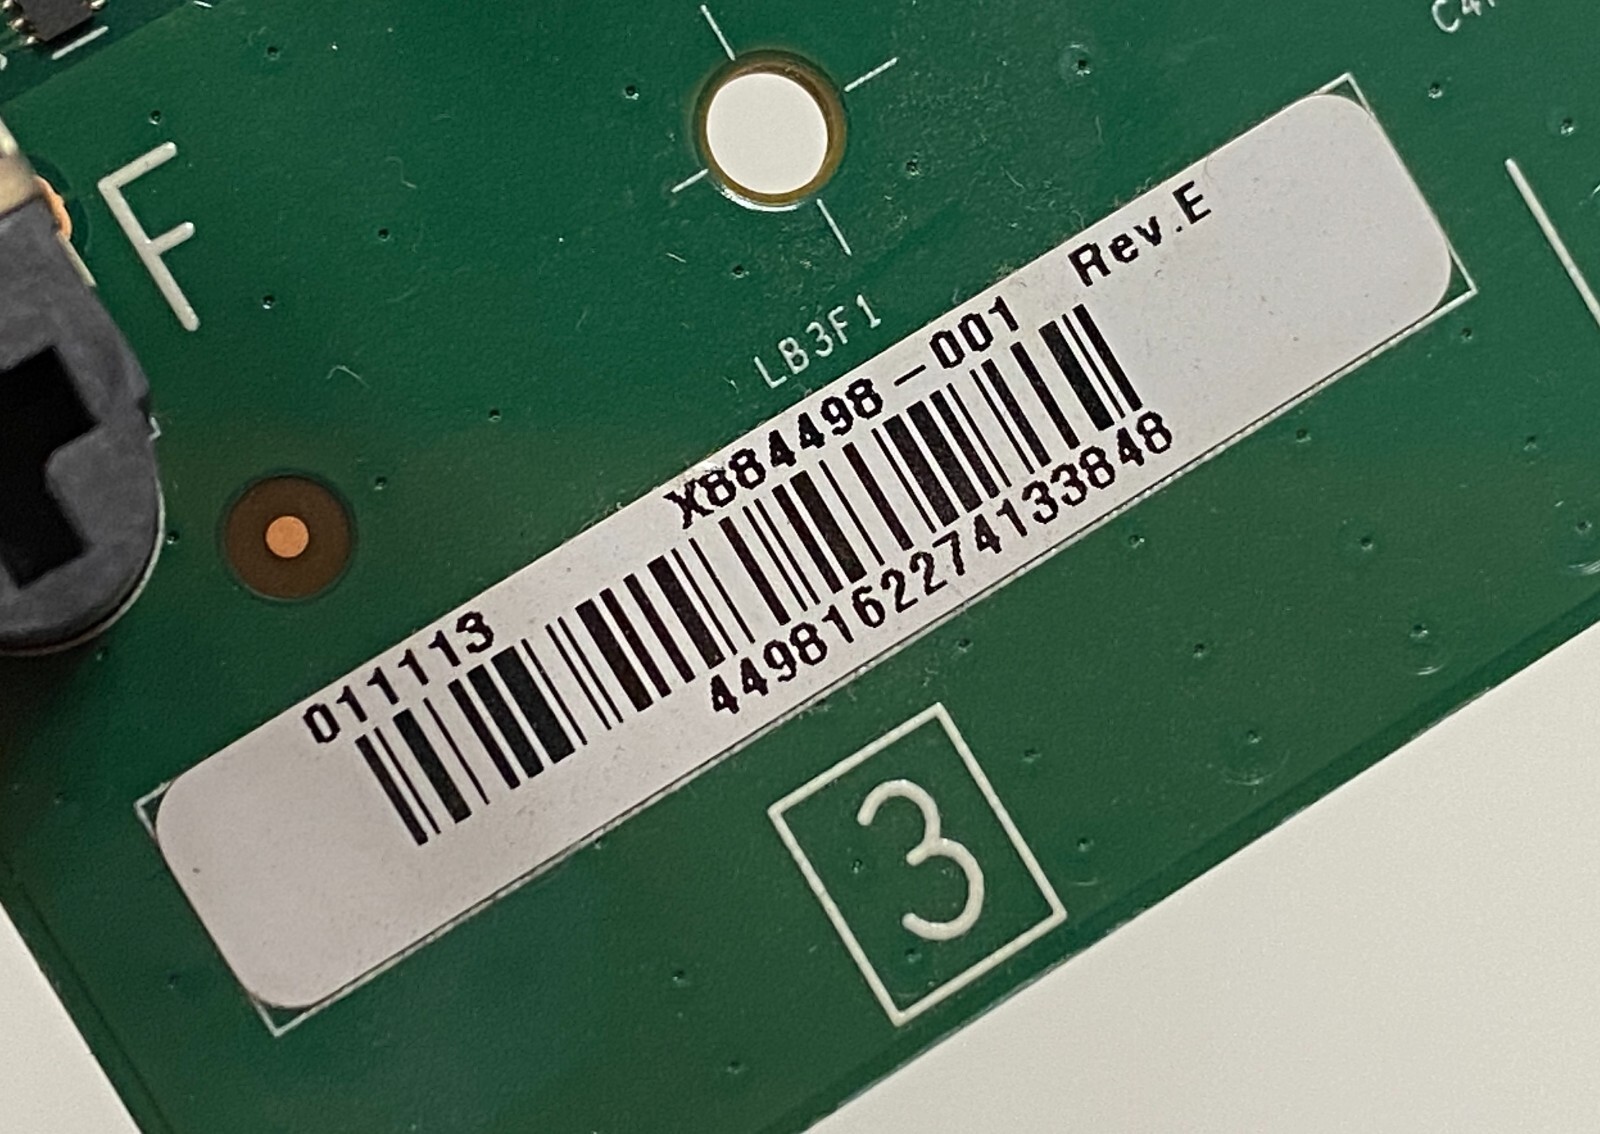 F
LB3F1
011113 X884498-001 Rev.E
4498162274133848
3